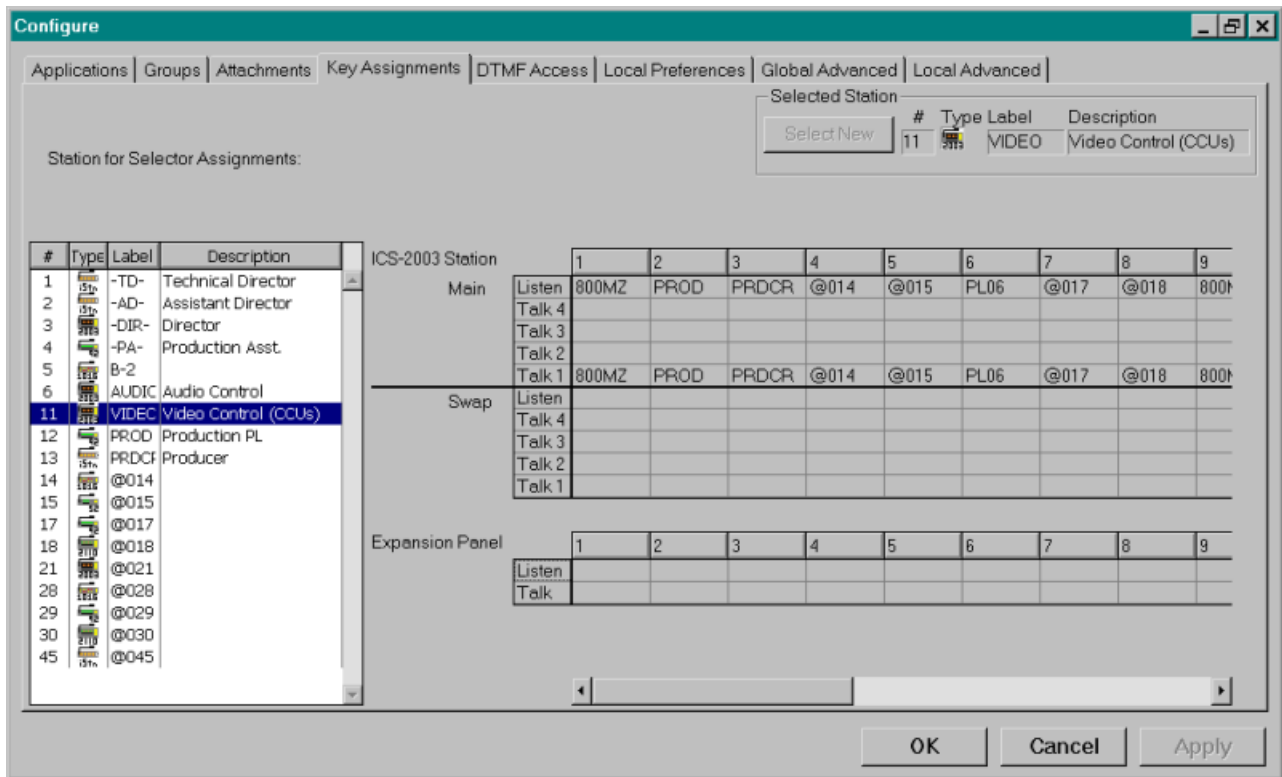 Configure
Applications Groups Attachments Key Assignments DTMF Access Local Preferences Global Advanced Local Advanced
Selected Station
Select New
# Type Label Description
11 VIDEO Video Control (CCUs)
Station for Selector Assignments:
# Type Label Description
1 -TD- Technical Director
2 -AD- Assistant Director
3 -DIR- Director
4 -PA- Production Asst.
5 B-2
6 AUDIC Audio Control
11 VIDEC Video Control (CCUs)
12 PROD Production PL
13 PRDCF Producer
14 @014
15 @015
17 @017
18 @018
21 @021
28 @028
29 @029
30 @030
45 @045
ICS-2003 Station 1 2 3 4 5 6 7 8 9
Main Listen 800MZ PROD PRDCR @014 @015 PL06 @017 @018 800M
Talk 4
Talk 3
Talk 2
Talk 1 800MZ PROD PRDCR @014 @015 PL06 @017 @018 800M
Swap Listen
Talk 4
Talk 3
Talk 2
Talk 1
Expansion Panel 1 2 3 4 5 6 7 8 9
Listen
Talk
OK Cancel Apply